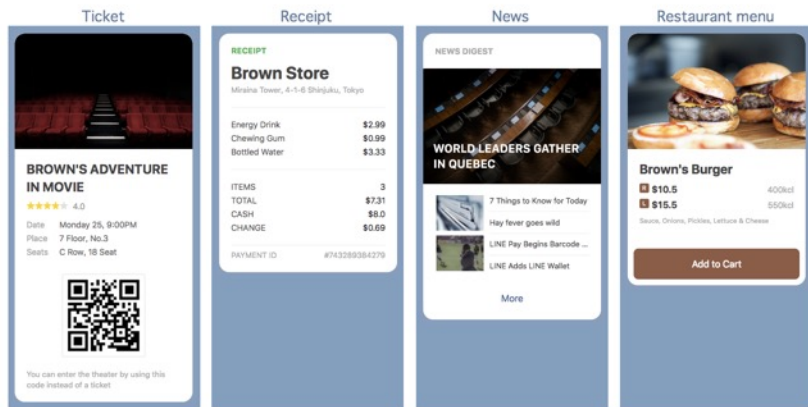 Ticket
BROWN'S ADVENTURE
IN MOVIE
4.0
Date Monday 25, 9:00PM
Place 7 Floor, No.3
Seats C Row, 18 Seat
You can enter the theater by using this
code instead of a ticket
Receipt
RECEIPT
Brown Store
Miraina Tower, 4-1-6 Shinjuku, Tokyo
Energy Drink $2.99
Chewing Gum $0.99
Bottled Water $3.33
ITEMS 3
TOTAL $7.31
CASH $8.0
CHANGE $0.69
PAYMENT ID #743289384279
News
NEWS DIGEST
WORLD LEADERS GATHER
IN QUEBEC
7 Things to Know for Today
Hay fever goes wild
LINE Pay Begins Barcode ...
LINE Adds LINE Wallet
More
Restaurant menu
Brown's Burger
R $10.5 400kcl
L $15.5 550kcl
Sauce, Onions, Pickles, Lettuce & Cheese
Add to Cart